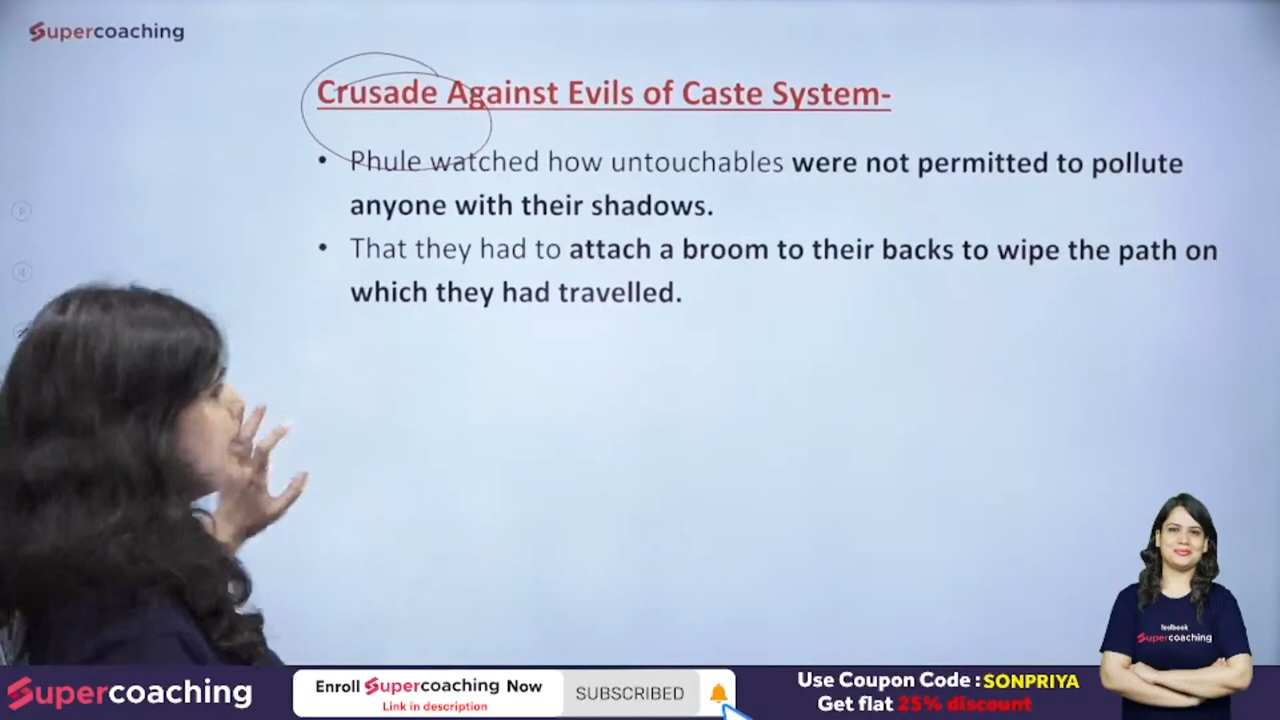 Supercoaching
Crusade Against Evils of Caste System-
• Phule watched how untouchables were not permitted to pollute
anyone with their shadows.
• That they had to attach a broom to their backs to wipe the path on
which they had travelled.
Testbook
Supercoaching
Supercoaching
Enroll Supercoaching Now
Link in description
SUBSCRIBED
Use Coupon Code : SONPRIYA
Get flat 25% discount